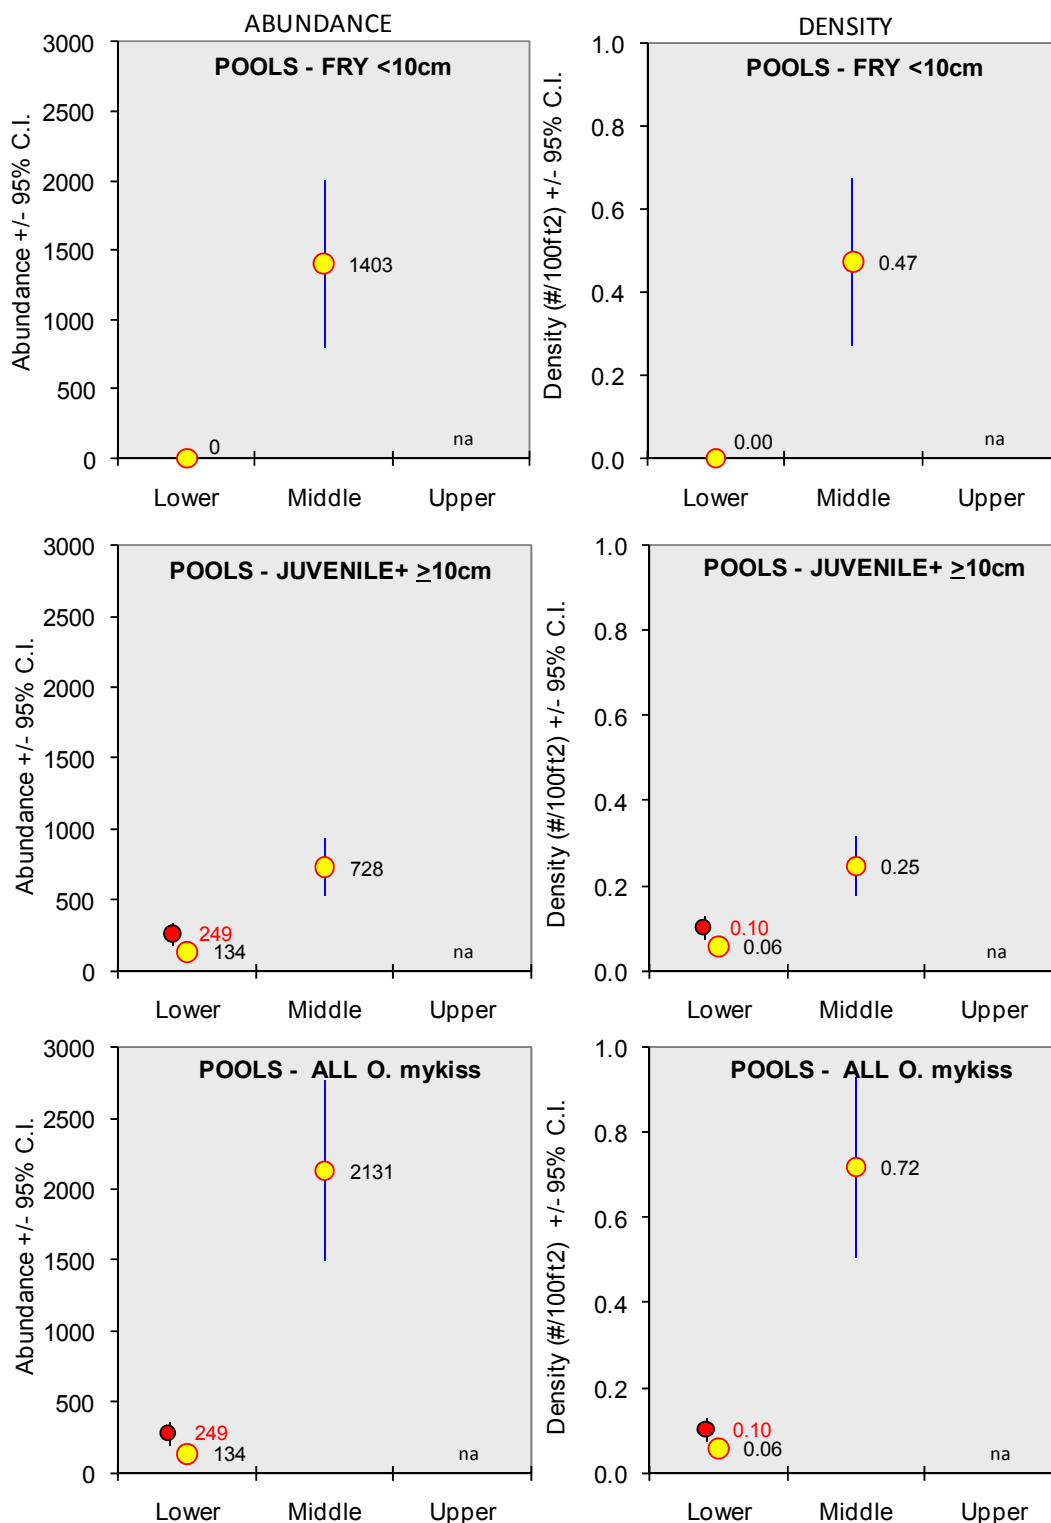 ABUNDANCE
POOLS - FRY <10cm
Abundance +/- 95% C.I.
3000
2500
2000
1500
1000
500
0
1403
0
na
Lower Middle Upper
DENSITY
POOLS - FRY <10cm
Density (#/100ft2) +/- 95% C.I.
1.0
0.8
0.6
0.4
0.2
0.0
0.47
0.00
na
Lower Middle Upper
POOLS - JUVENILE+ ≥10cm
Abundance +/- 95% C.I.
3000
2500
2000
1500
1000
500
0
728
249
134
na
Lower Middle Upper
POOLS - JUVENILE+ ≥10cm
Density (#/100ft2) +/- 95% C.I.
1.0
0.8
0.6
0.4
0.2
0.0
0.25
0.10
0.06
na
Lower Middle Upper
POOLS - ALL O. mykiss
Abundance +/- 95% C.I.
3000
2500
2000
1500
1000
500
0
2131
249
134
na
Lower Middle Upper
POOLS - ALL O. mykiss
Density (#/100ft2) +/- 95% C.I.
1.0
0.8
0.6
0.4
0.2
0.0
0.72
0.10
0.06
na
Lower Middle Upper